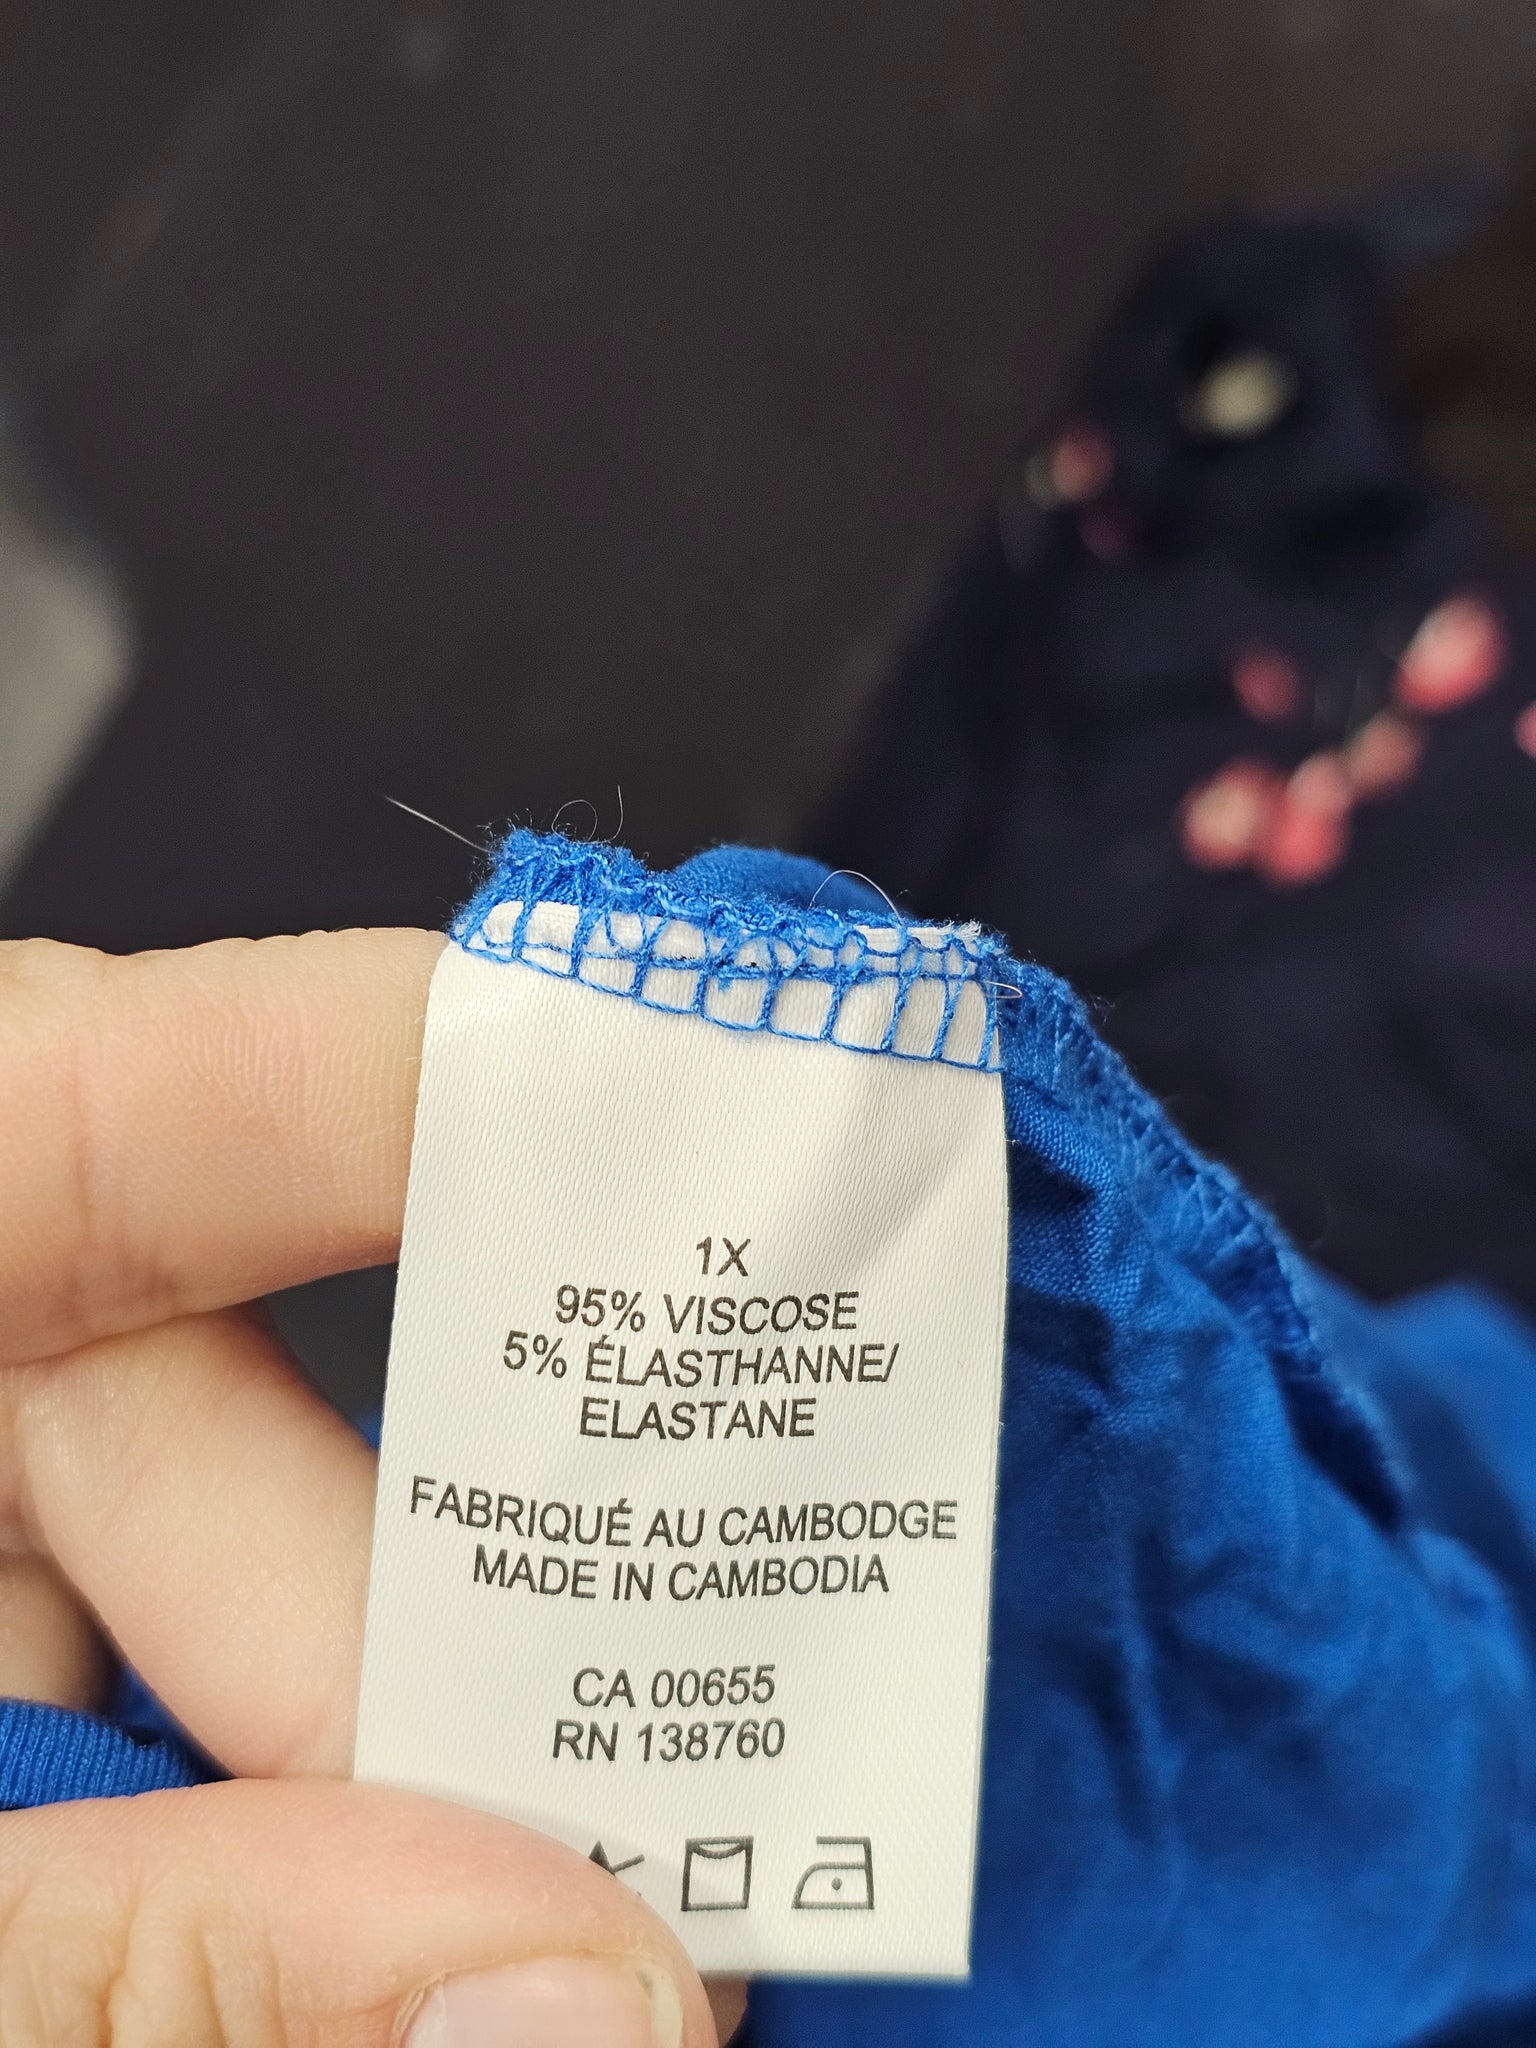 1X
95% VISCOSE
5% ÉLASTHANNE/
ELASTANE
FABRIQUÉ AU CAMBODGE
MADE IN CAMBODIA
CA 00655
RN 138760